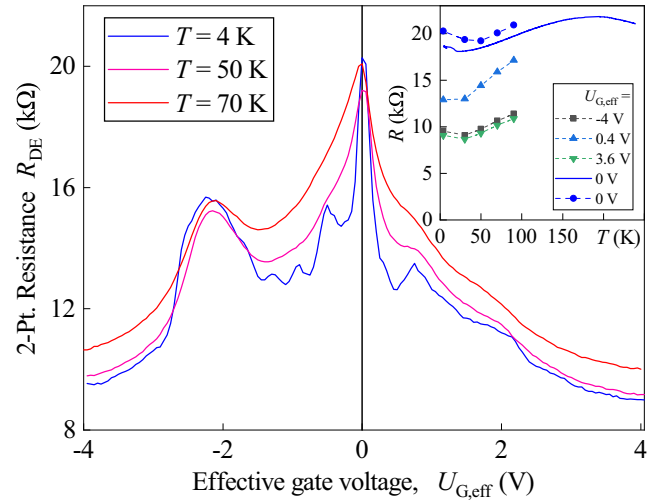 T = 4 K
T = 50 K
T = 70 K
2-Pt. Resistance R_DE (kΩ)
20
16
12
8
-4
-2
0
2
4
Effective gate voltage, U_G,eff (V)
R (kΩ)
25
20
15
10
5
0
0
50
100
150
T (K)
U_G,eff =
-4 V
0.4 V
3.6 V
0 V
0 V